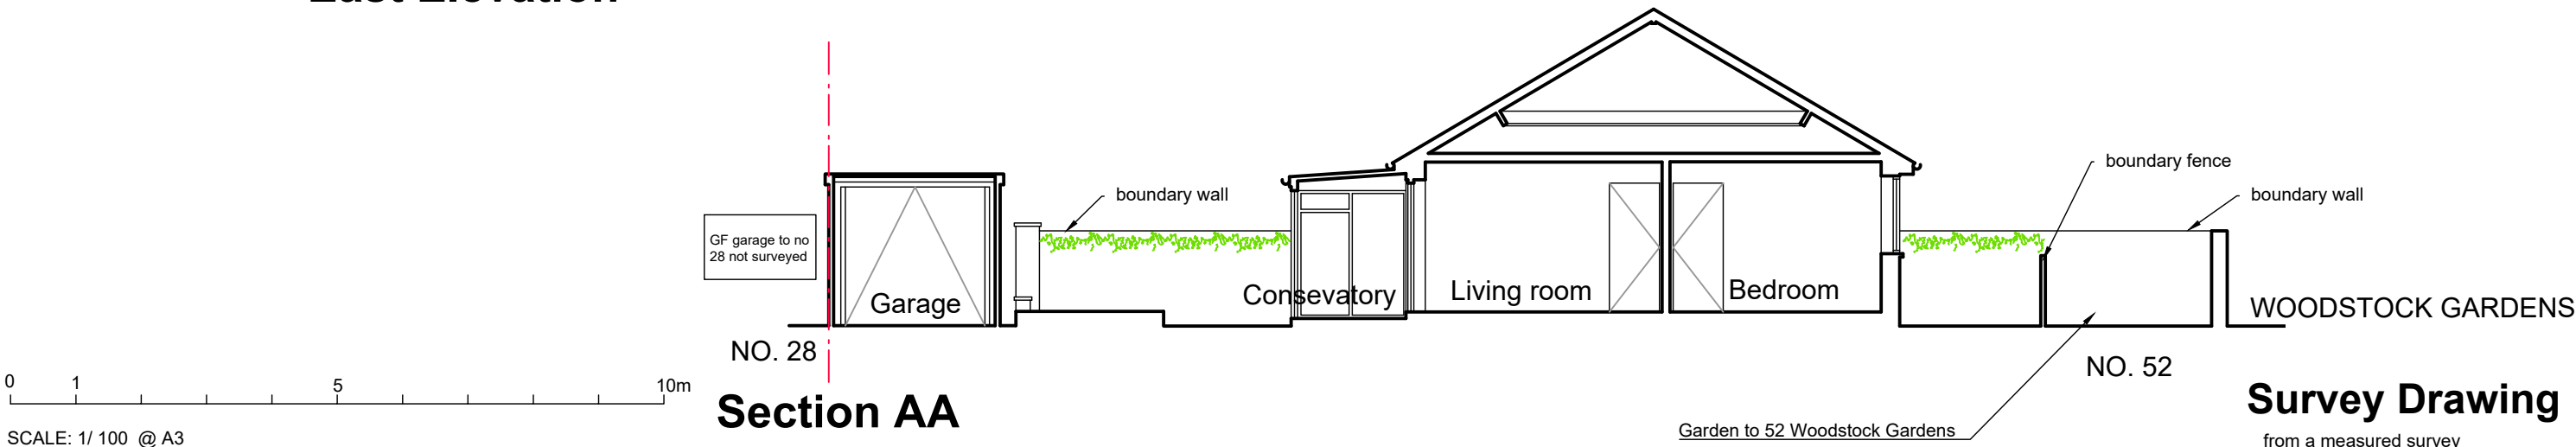 East Elevation
boundary fence
boundary wall
boundary wall
GF garage to no
28 not surveyed
Garage
Consevatory
Living room
Bedroom
WOODSTOCK GARDENS
NO. 28
NO. 52
0 1 5 10m
Section AA
Survey Drawing
SCALE: 1/ 100 @ A3
Garden to 52 Woodstock Gardens
from a measured survey